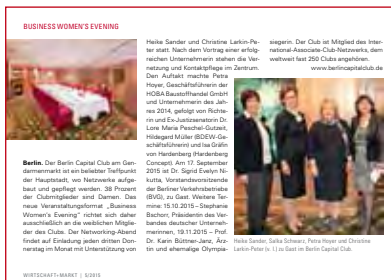 BUSINESS WOMEN'S EVENING
Berlin. Der Berlin Capital Club am Gen-
darmenmarkt ist ein beliebter Treffpunkt
der Hauptstadt, wo Netzwerke aufge-
baut und gepflegt werden. 38 Prozent
der Clubmitglieder sind Damen. Das
neue Veranstaltungsformat „Business
Women's Evening" richtet sich daher
ausschließlich an die weiblichen Mitglie-
der des Clubs. Der Networking-Abend
findet auf Einladung jeden dritten Don-
nerstag im Monat mit Unterstützung von
Heike Sander und Christine Larkin-Pe-
ter statt. Nach dem Vortrag einer erfolg-
reichen Unternehmerin stehen die Ver-
netzung und Kontaktpflege im Zentrum.
Den Auftakt machte Petra
Hoyer, Geschäftsführerin der
HOBA Baustoffhandel GmbH
und Unternehmerin des Jah-
res 2014, gefolgt von Richte-
rin und Ex-Justizsenatorin Dr.
Lore Maria Peschel-Gutzeit,
Hildegard Müller (BDEW-Ge-
schäftsführerin) und Isa Gräfin
von Hardenberg (Hardenberg
Concept). Am 17. September
2015 ist Dr. Sigrid Evelyn Ni-
kutta, Vorstandsvorsitzende
der Berliner Verkehrsbetriebe
(BVG), zu Gast. Weitere Ter-
mine: 15.10.2015 – Stephanie
Bschorr, Präsidentin des Ver-
bandes deutscher Unterneh-
merinnen, 19.11.2015 – Prof.
Dr. Karin Büttner-Janz, Ärz-
tin und ehemalige Olympia-
siegerin. Der Club ist Mitglied des Inter-
national-Associate-Club-Netzwerks, dem
weltweit fast 250 Clubs angehören.
www.berlincapitalclub.de
Heike Sander, Salka Schwarz, Petra Hoyer und Christine
Larkin-Peter (v. l.) zu Gast im Berlin Capital Club.
WIRTSCHAFT+MARKT | 5/2015